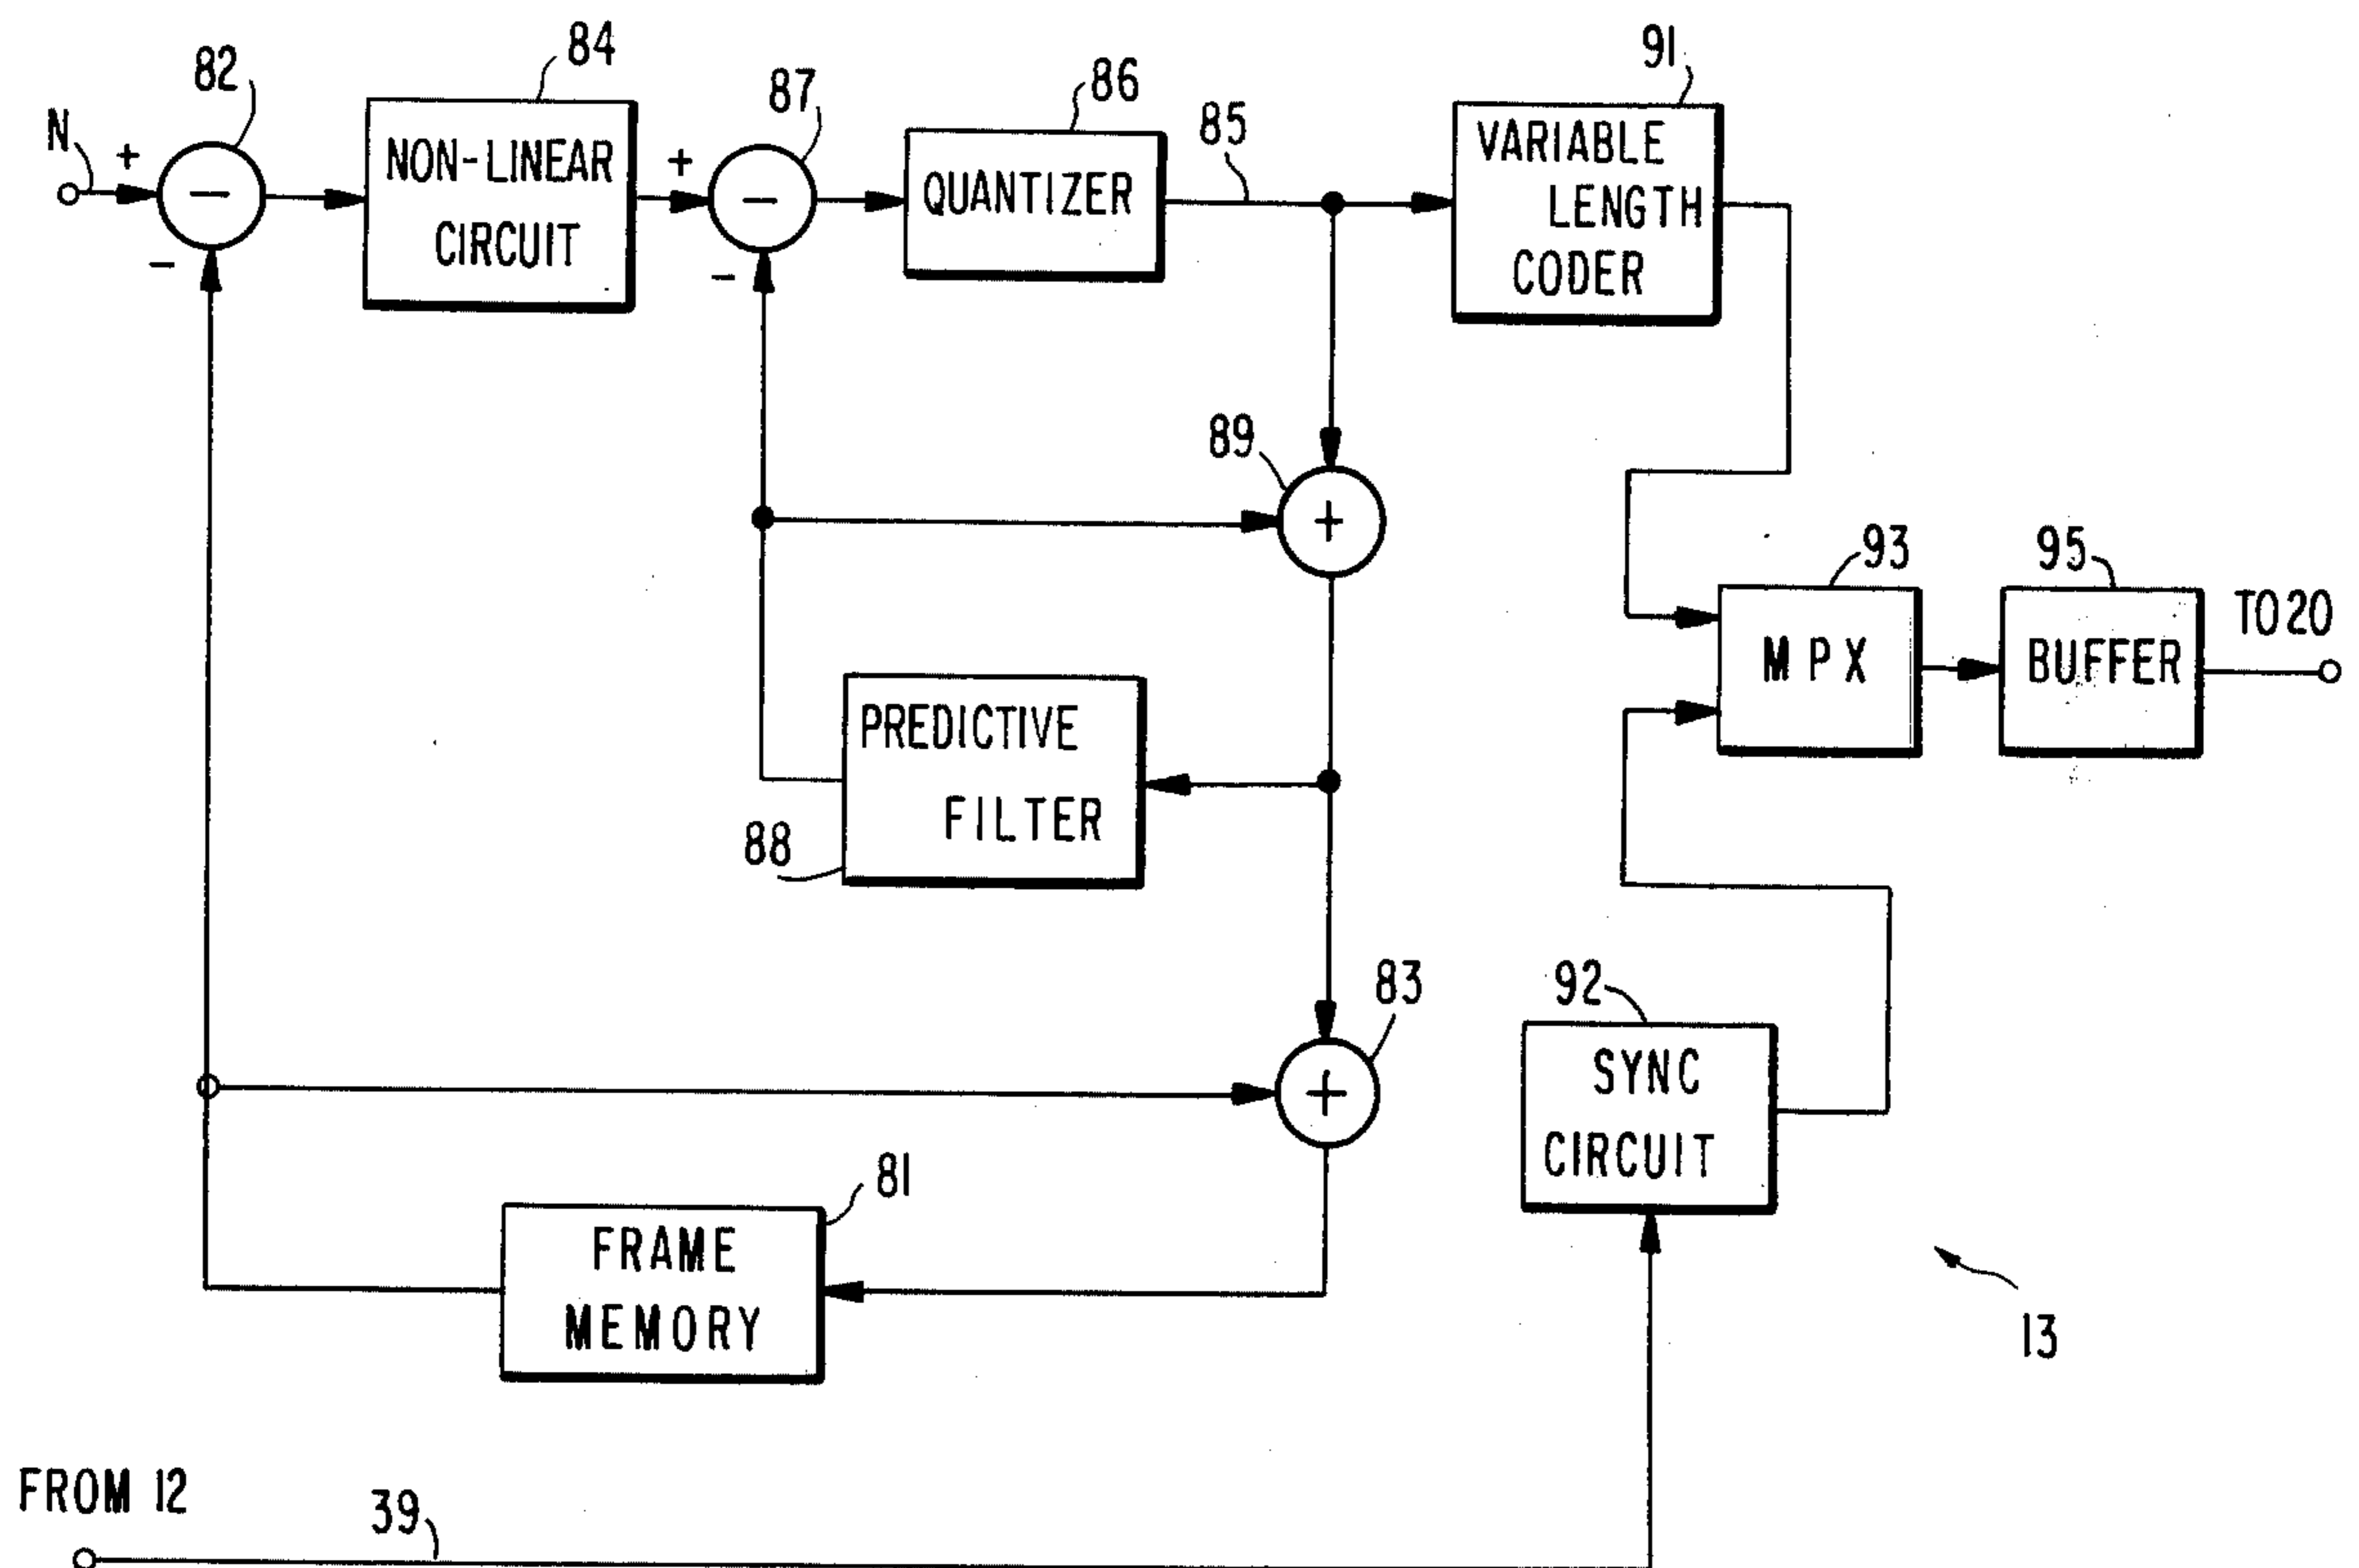 82
84
87
86
85
91
N
+
−
−
NON-LINEAR
CIRCUIT
+
−
−
QUANTIZER
VARIABLE
LENGTH
CODER
89
+
93
95
MPX
BUFFER
TO 20
PREDICTIVE
FILTER
88
83
+
92
SYNC
CIRCUIT
81
FRAME
MEMORY
13
FROM 12
39